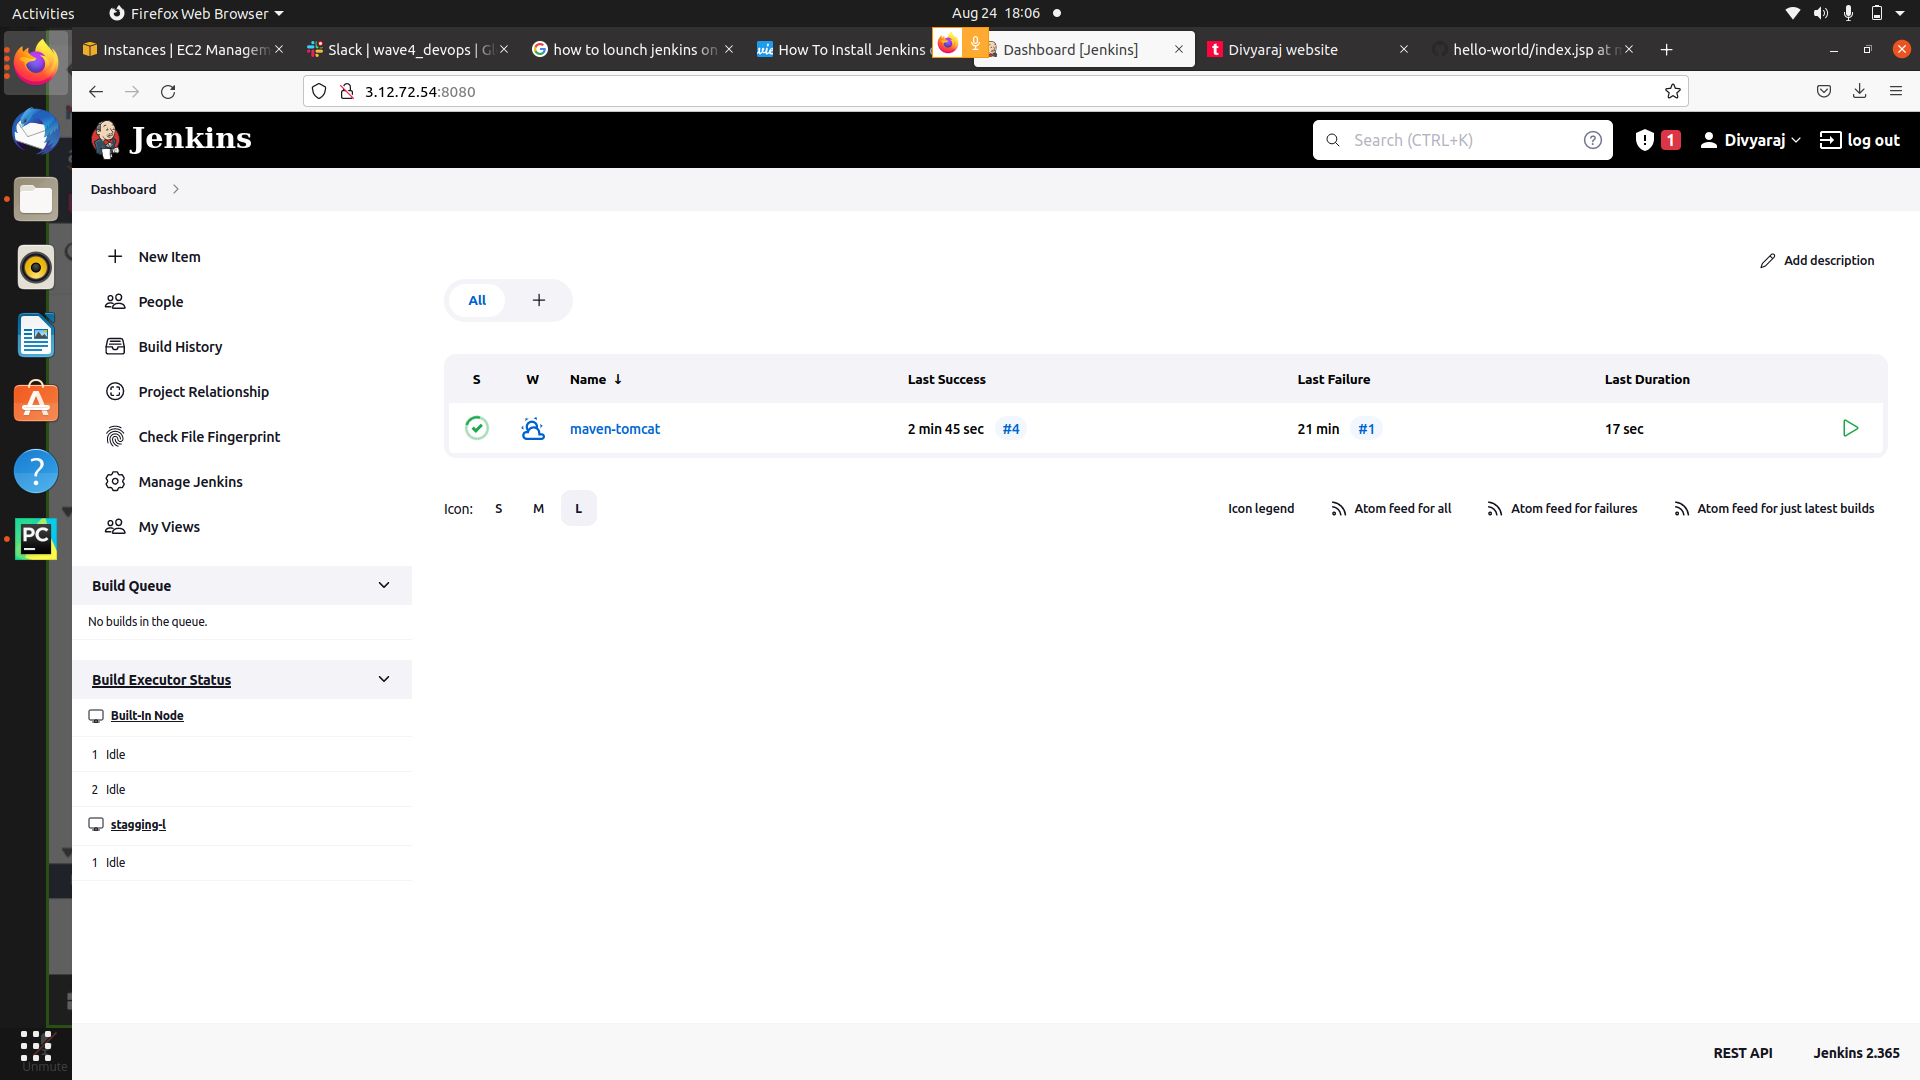 Activities
Firefox Web Browser
Aug 24 18:06
Instances | EC2 Managem
Slack | wave4_devops | Gl
how to lounch jenkins on
How To Install Jenkins
Dashboard [Jenkins]
Divyaraj website
hello-world/index.jsp at
3.12.72.54:8080
Jenkins
Search (CTRL+K)
1
Divyaraj
log out
Dashboard
New Item
Add description
People
All
+
Build History
Project Relationship
Check File Fingerprint
Manage Jenkins
My Views
S W Name ↓ Last Success Last Failure Last Duration
maven-tomcat 2 min 45 sec #4 21 min #1 17 sec
Icon: S M L
Icon legend
Atom feed for all
Atom feed for failures
Atom feed for just latest builds
Build Queue
No builds in the queue.
Build Executor Status
Built-In Node
1 Idle
2 Idle
stagging-l
1 Idle
PC
Unmute
REST API
Jenkins 2.365